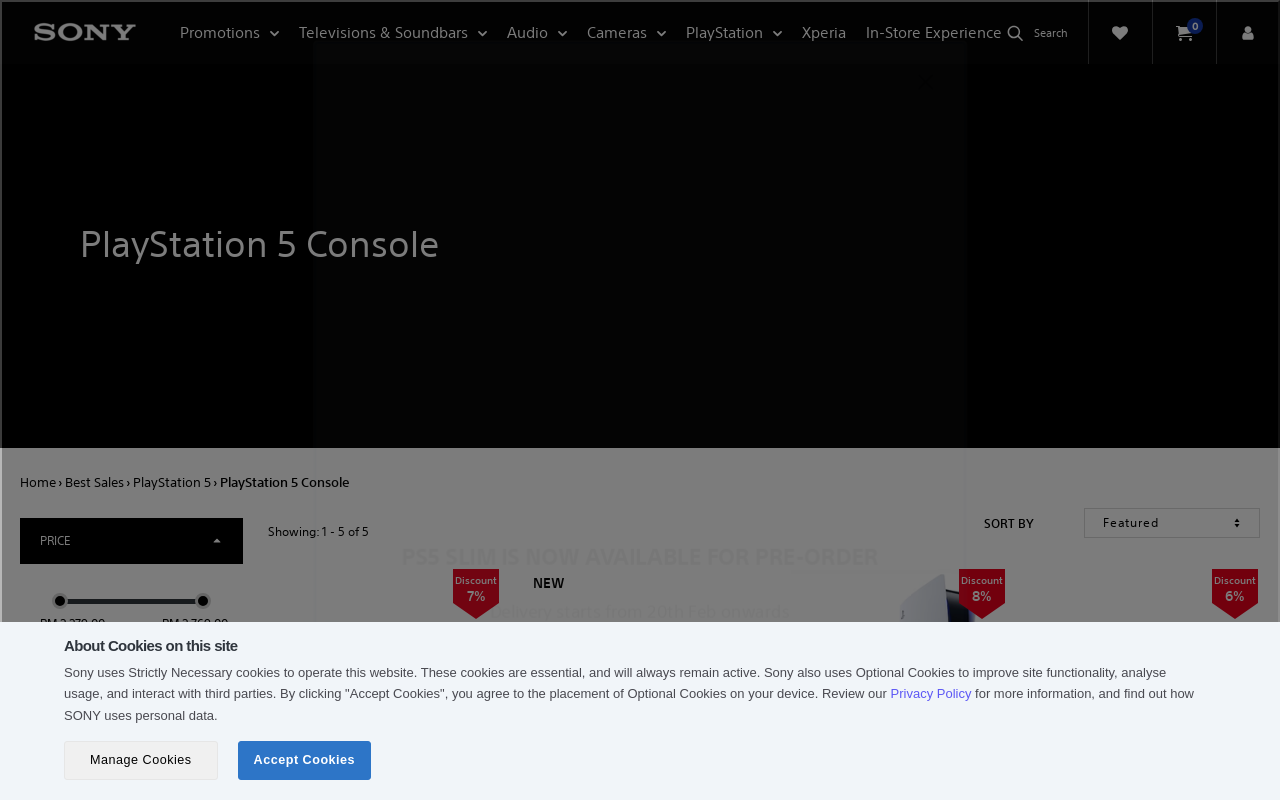 SONY
Promotions
Televisions & Soundbars
Audio
Cameras
PlayStation
Xperia
In-Store Experience
Search
0
PlayStation 5 Console
Home › Best Sales › PlayStation 5 › PlayStation 5 Console
PRICE
Showing: 1 - 5 of 5
SORT BY
Featured
PS5 SLIM IS NOW AVAILABLE FOR PRE-ORDER
Discount
7%
NEW
Discount
8%
Discount
6%
starts from 20th Feb onwards
About Cookies on this site
Sony uses Strictly Necessary cookies to operate this website. These cookies are essential, and will always remain active. Sony also uses Optional Cookies to improve site functionality, analyse
usage, and interact with third parties. By clicking "Accept Cookies", you agree to the placement of Optional Cookies on your device. Review our Privacy Policy for more information, and find out how
SONY uses personal data.
Manage Cookies
Accept Cookies